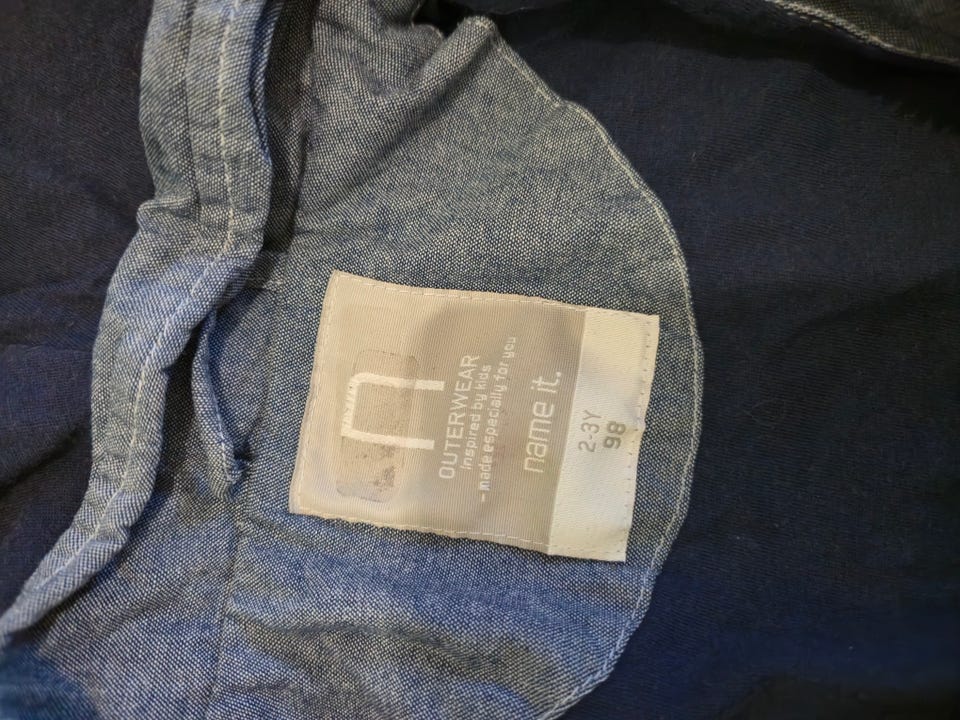 OUTERWEAR
inspired by kids
- made especially for you
name it.
2-3Y
98